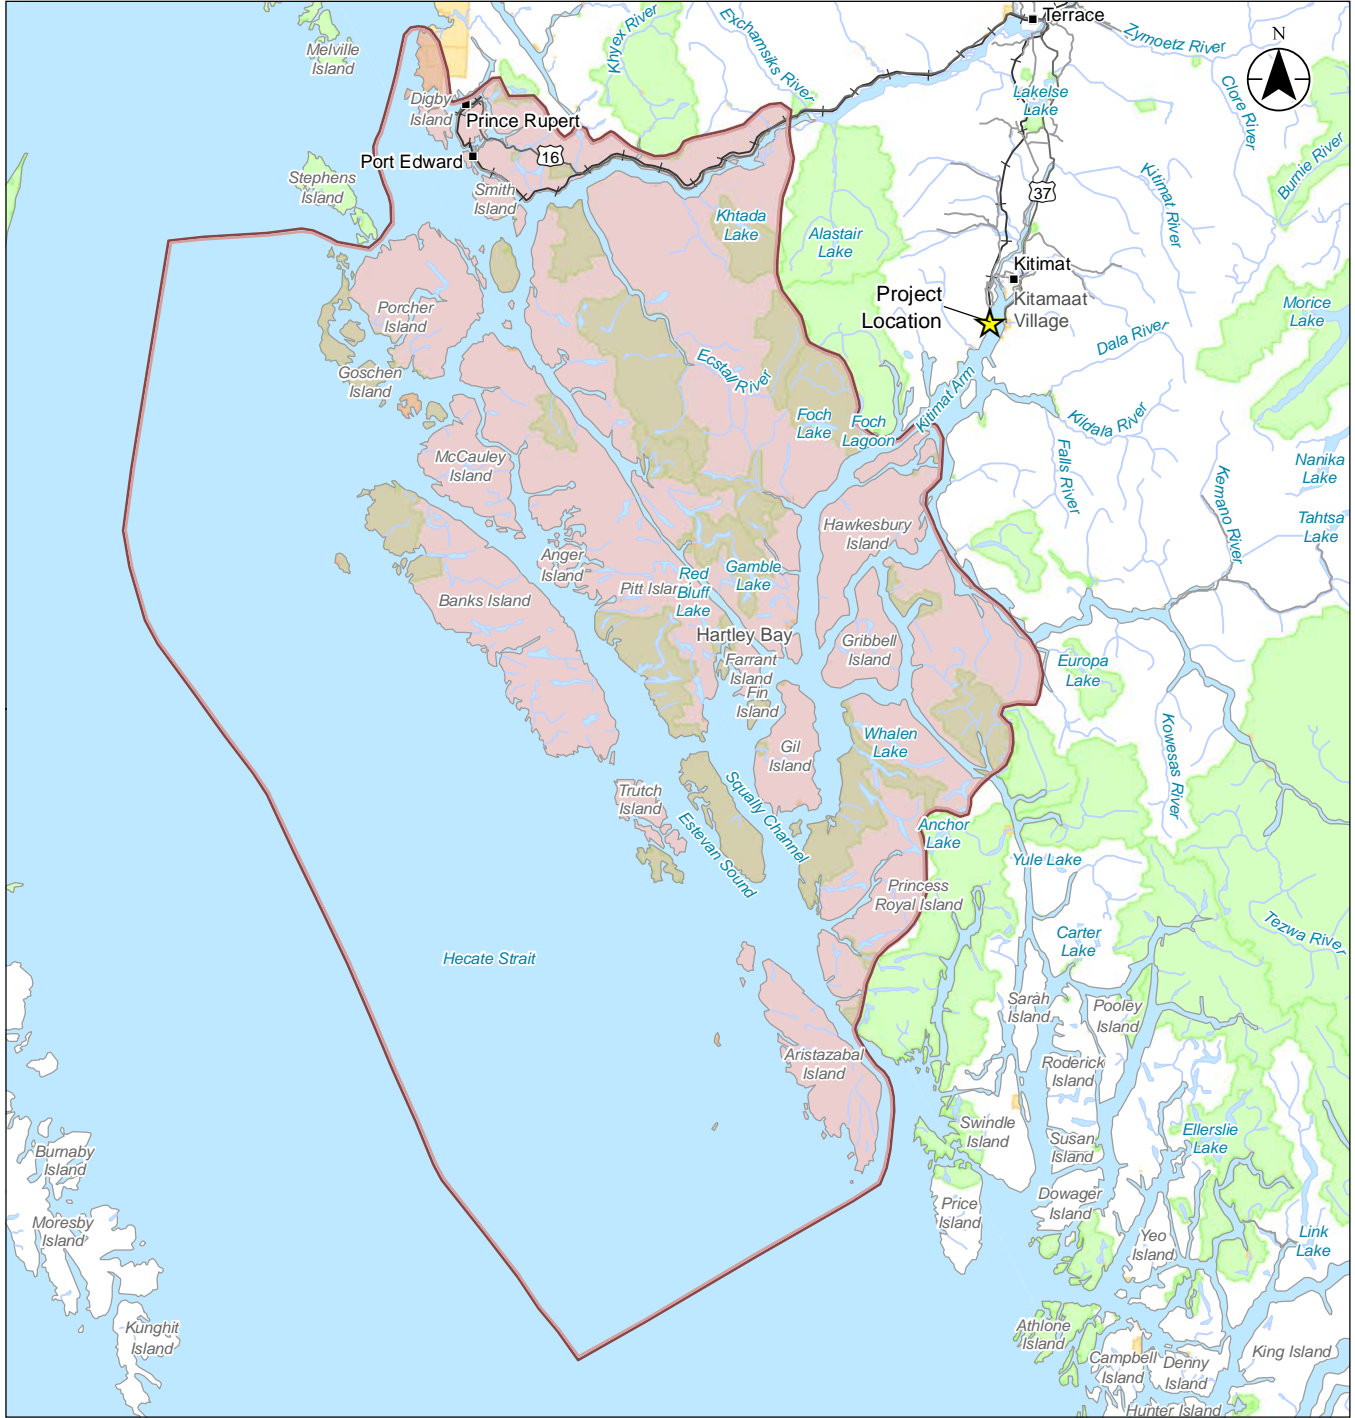 Terrace
Zymoetz River
N
Khyex River
Exchamsiks River
Melville
Island
Clore River
Lakelse
Lake
Digby
Island
Prince Rupert
Port Edward
16
Burnie River
Stephens
Island
Smith
Island
37
Kitimat River
Khtada
Lake
Alastair
Lake
Kitimat
Project
Location
Kitamaat
Village
Morice
Lake
Porcher
Island
Dala River
Goschen
Island
Ecstall River
Kitimat Arm
Foch
Lake
Foch
Lagoon
Kildala River
McCauley
Island
Falls River
Nanika
Lake
Kemano River
Hawkesbury
Island
Tahtsa
Lake
Anger
Island
Pitt Islan
Red
Bluff
Lake
Gamble
Lake
Banks Island
Hartley Bay
Gribbell
Island
Farrant
Island
Fin
Island
Europa
Lake
Whalen
Lake
Gil
Island
Kowesas River
Trutch
Island
Squally Channel
Estevan Sound
Anchor
Lake
Yule Lake
Princess
Royal Island
Carter
Lake
Tezwa River
Hecate Strait
Sarah
Island
Pooley
Island
Aristazabal
Island
Roderick
Island
Swindle
Island
Susan
Island
Ellerslie
Lake
Burnaby
Island
Dowager
Island
Price
Island
Moresby
Island
Yeo
Island
Link
Lake
Kunghit
Island
Athlone
Island
Campbell
Island
Denny
Island
King Island
Hunter Island